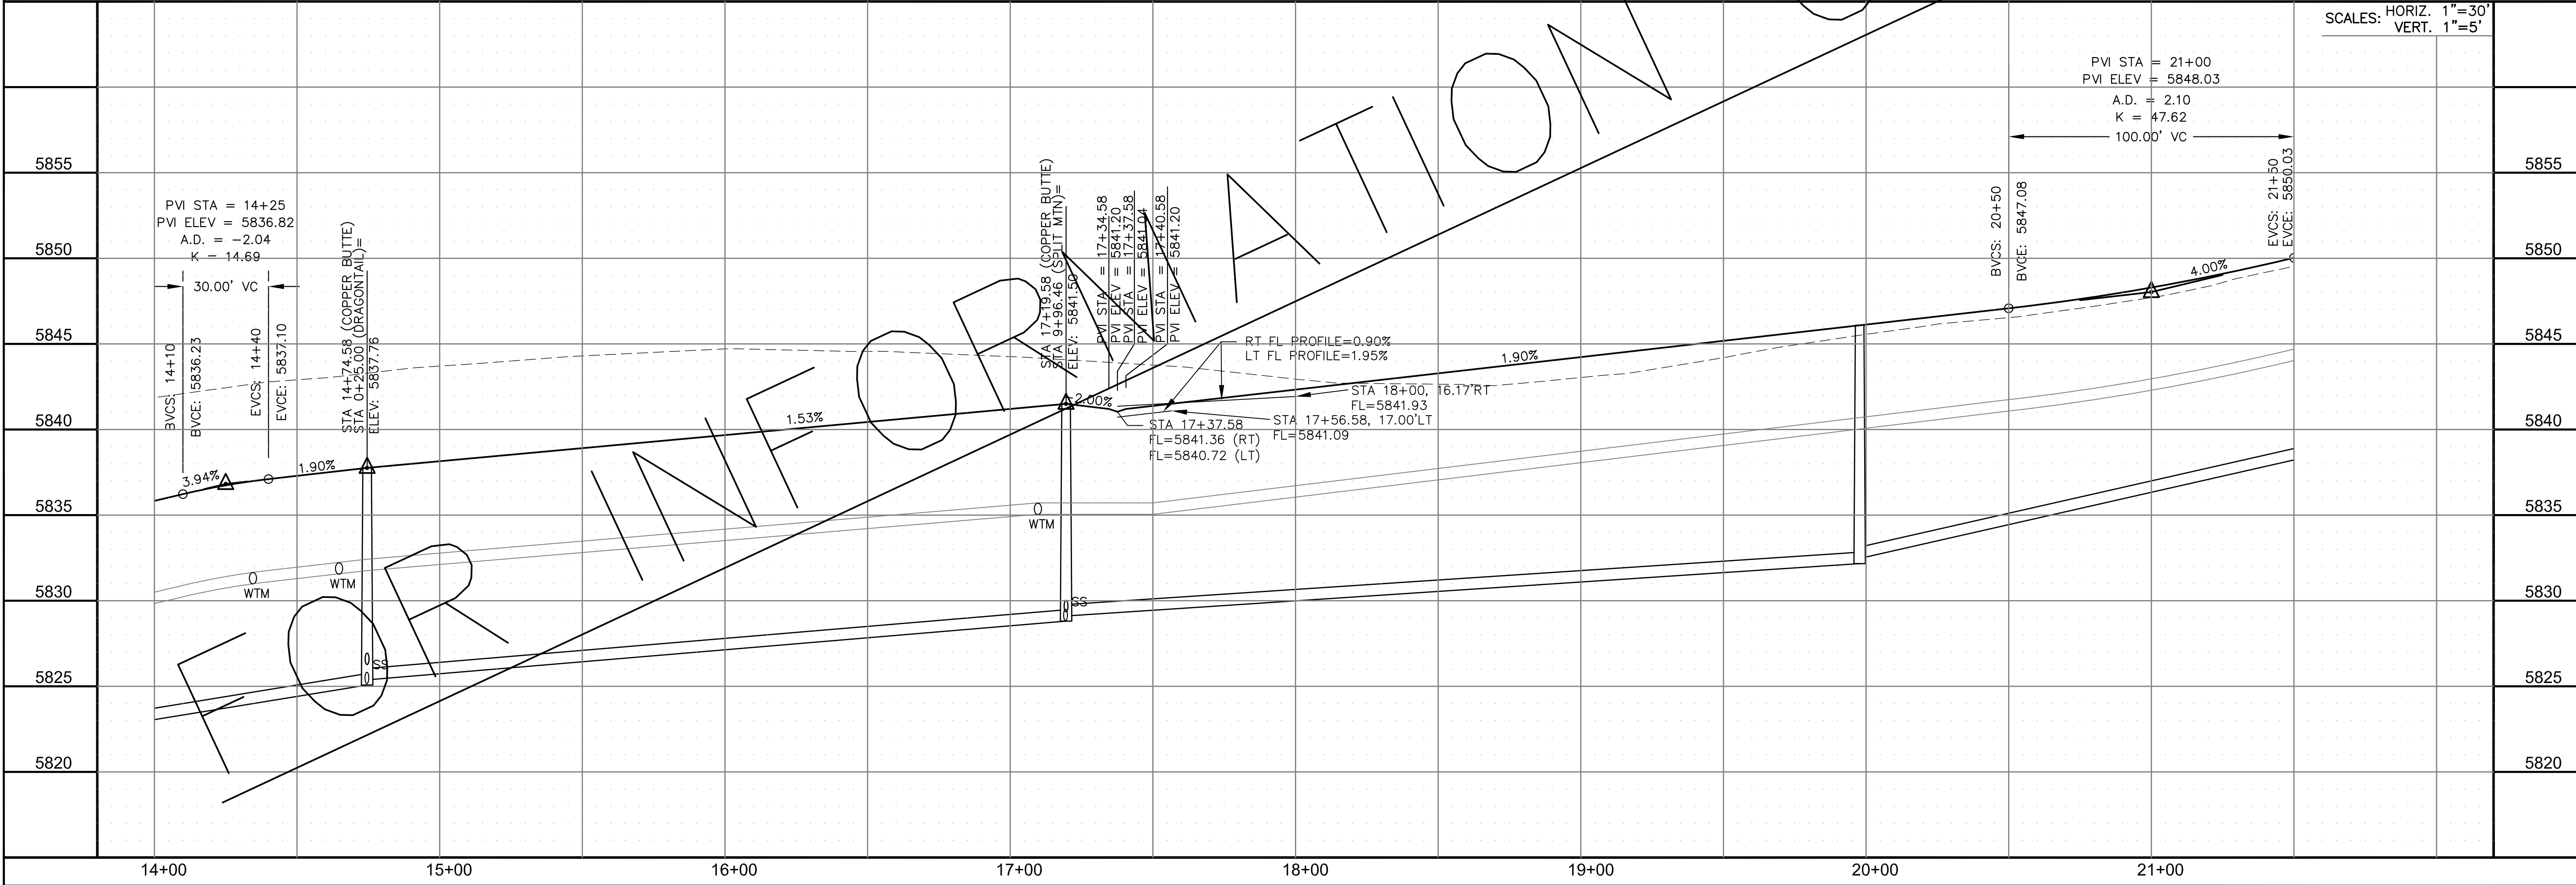 SCALES: HORIZ. 1"=30'
VERT. 1"=5'
PVI STA = 21+00
PVI ELEV = 5848.03
A.D. = 2.10
K = 47.62
100.00' VC
BVCS: 20+50
BVCE: 5847.08
EVCS: 21+50
EVCE: 5850.03
4.00%
PVI STA = 14+25
PVI ELEV = 5836.82
A.D. = -2.04
K = 14.69
30.00' VC
BVCS: 14+10
BVCE: 5836.23
EVCS: 14+40
EVCE: 5837.10
STA 14+74.58 (COPPER BUTTE)
STA 0+25.00 (DRAGONTAIL)=
ELEV: 5837.76
3.94%
1.90%
1.53%
STA 17+19.58 (COPPER BUTTE)
STA 9+96.46 (SPLIT MTN)=
ELEV: 5841.50
PVI STA = 17+34.58
PVI ELEV = 5841.20
PVI STA = 17+37.58
PVI ELEV = 5841.04
PVI STA = 17+40.58
PVI ELEV = 5841.20
-2.00%
RT FL PROFILE=0.90%
LT FL PROFILE=1.95%
1.90%
STA 18+00, 16.17'RT
FL=5841.93
STA 17+56.58, 17.00'LT
FL=5841.09
STA 17+37.58
FL=5841.36 (RT)
FL=5840.72 (LT)
WTM
WTM
WTM
SS
SS
FOR INFORMATION O
5855
5850
5845
5840
5835
5830
5825
5820
5855
5850
5845
5840
5835
5830
5825
5820
14+00
15+00
16+00
17+00
18+00
19+00
20+00
21+00